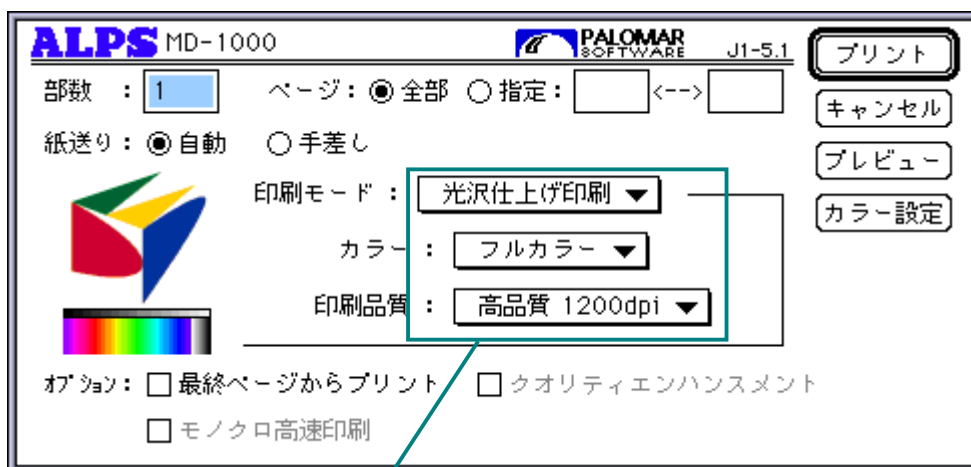 ALPS MD-1000 PALOMAR SOFTWARE J1-5.1
プリント
部数 : 1 ページ : 全部 指定 : <-->
キャンセル
紙送り : 自動 手差し
プレビュー
印刷モード : 光沢仕上げ印刷
カラー設定
カラー : フルカラー
印刷品質 : 高品質 1200dpi
オプション : 最終ページからプリント クオリティエンハンスメント
モノクロ高速印刷